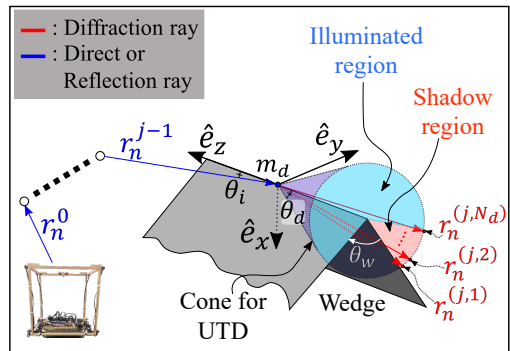 : Diffraction ray
: Direct or
Reflection ray
Illuminated
region
Shadow
region
r_n^{j-1}
ê_z
ê_y
m_d
θ_i
θ_d
r_n^0
ê_x
r_n^{(j,N_d)}
θ_w
r_n^{(j,2)}
r_n^{(j,1)}
Cone for
UTD
Wedge